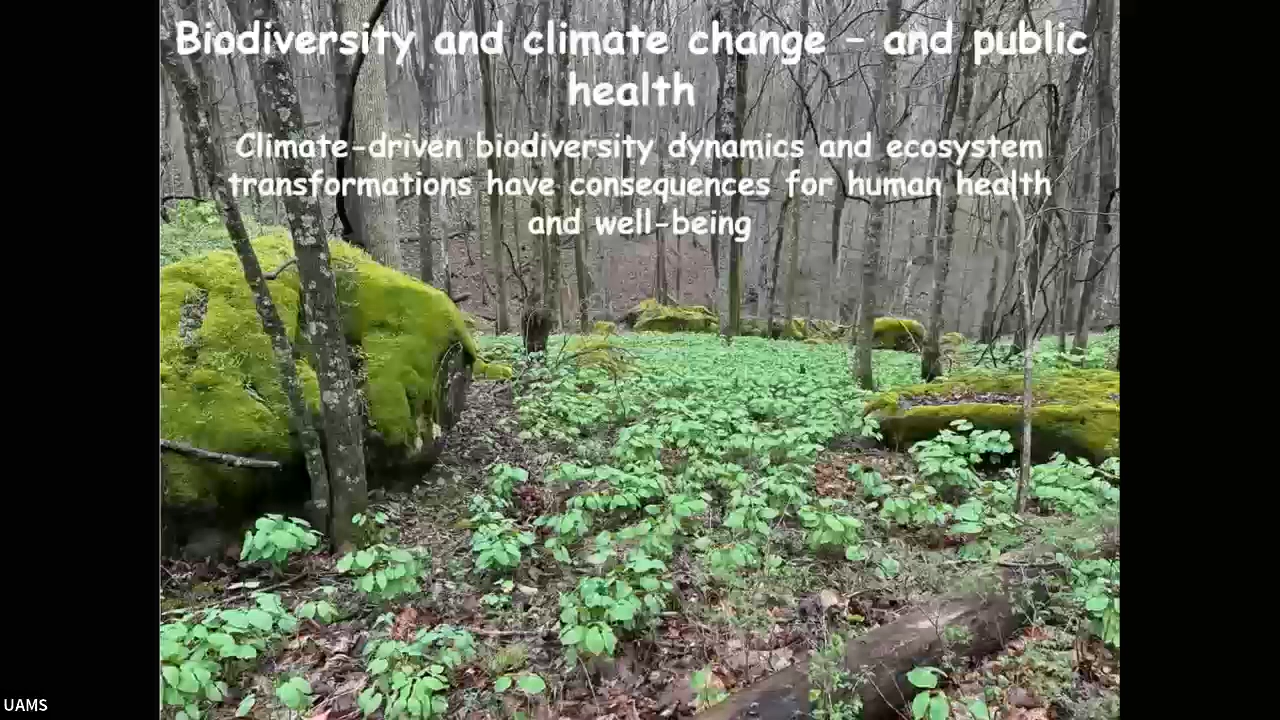 Biodiversity and climate change - and public
health
Climate-driven biodiversity dynamics and ecosystem
transformations have consequences for human health
and well-being
UAMS